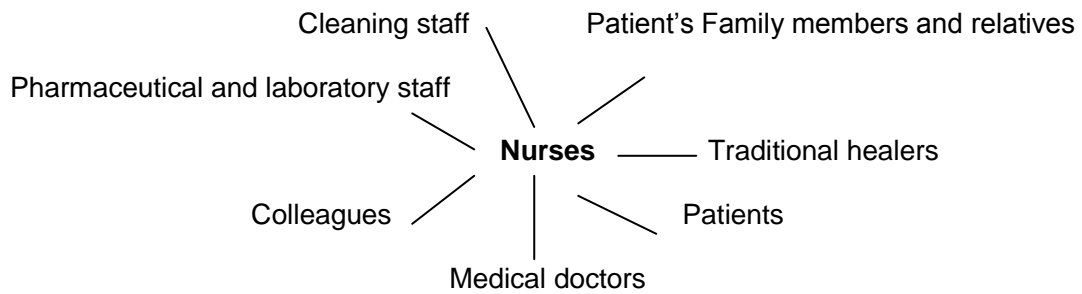 Cleaning staff
Patient’s Family members and relatives
Pharmaceutical and laboratory staff
Nurses
Traditional healers
Colleagues
Patients
Medical doctors